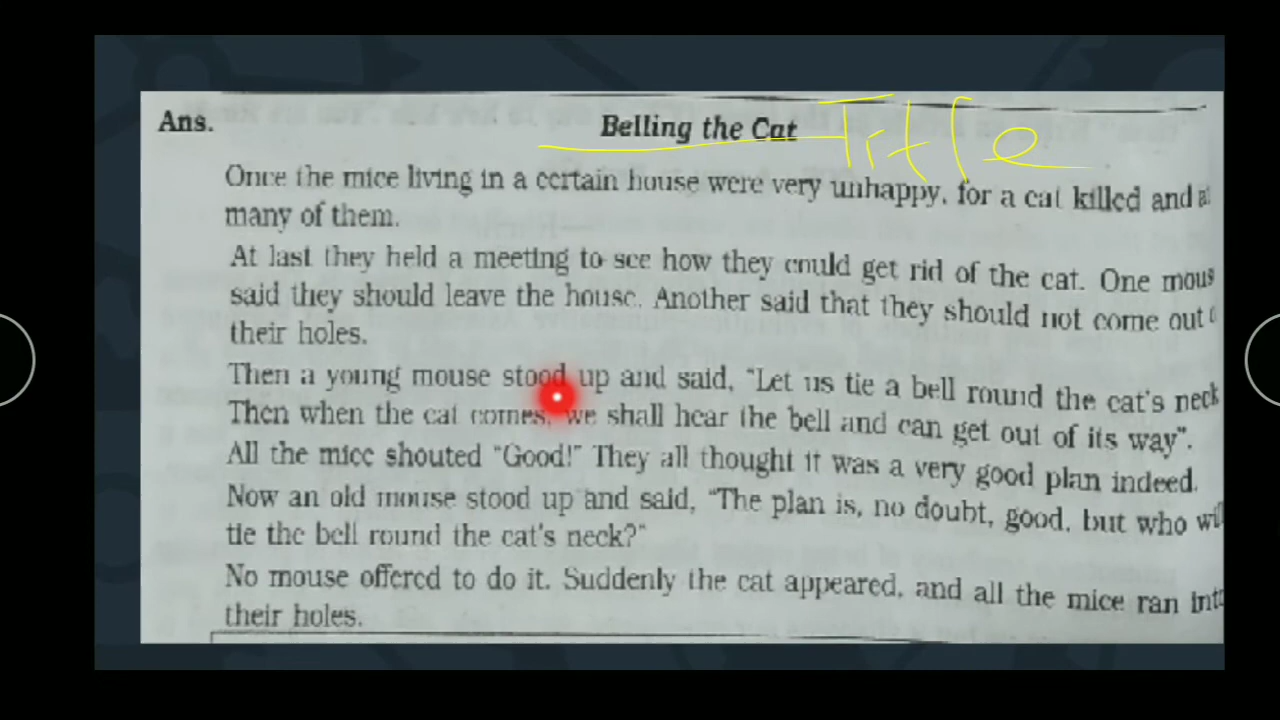 Title
Ans.
Belling the Cat
Once the mice living in a certain house were very unhappy, for a cat killed and
many of them.
At last they held a meeting to see how they could get rid of the cat. One mous
said they should leave the house. Another said that they should not come out
their holes.
Then a young mouse stood up and said, "Let us tie a bell round the cat's neck
Then when the cat comes, we shall hear the bell and can get out of its way".
All the mice shouted "Good!" They all thought it was a very good plan indeed.
Now an old mouse stood up and said, "The plan is, no doubt, good, but who wil
tie the bell round the cat's neck?"
No mouse offered to do it. Suddenly the cat appeared, and all the mice ran into
their holes.